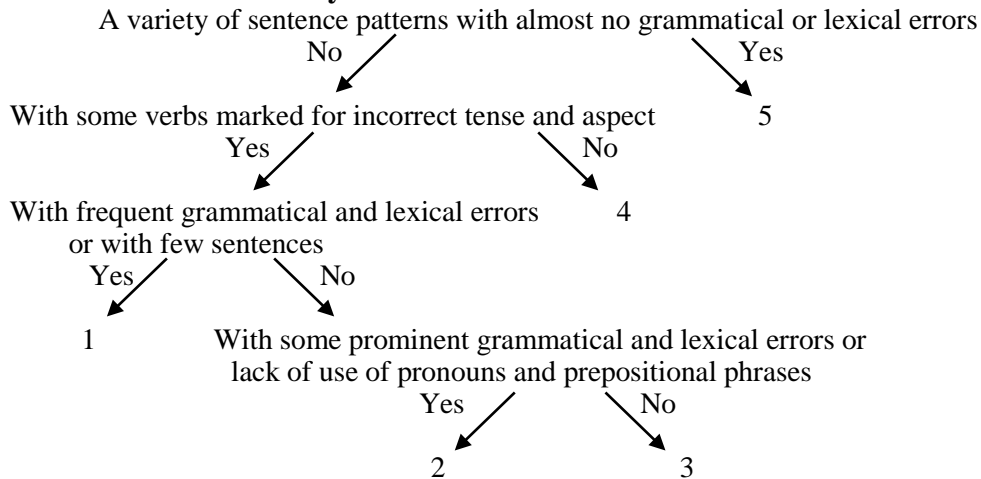 A variety of sentence patterns with almost no grammatical or lexical errors
No Yes
With some verbs marked for incorrect tense and aspect 5
Yes No
With frequent grammatical and lexical errors 4
or with few sentences
Yes No
1 With some prominent grammatical and lexical errors or
lack of use of pronouns and prepositional phrases
Yes No
2 3